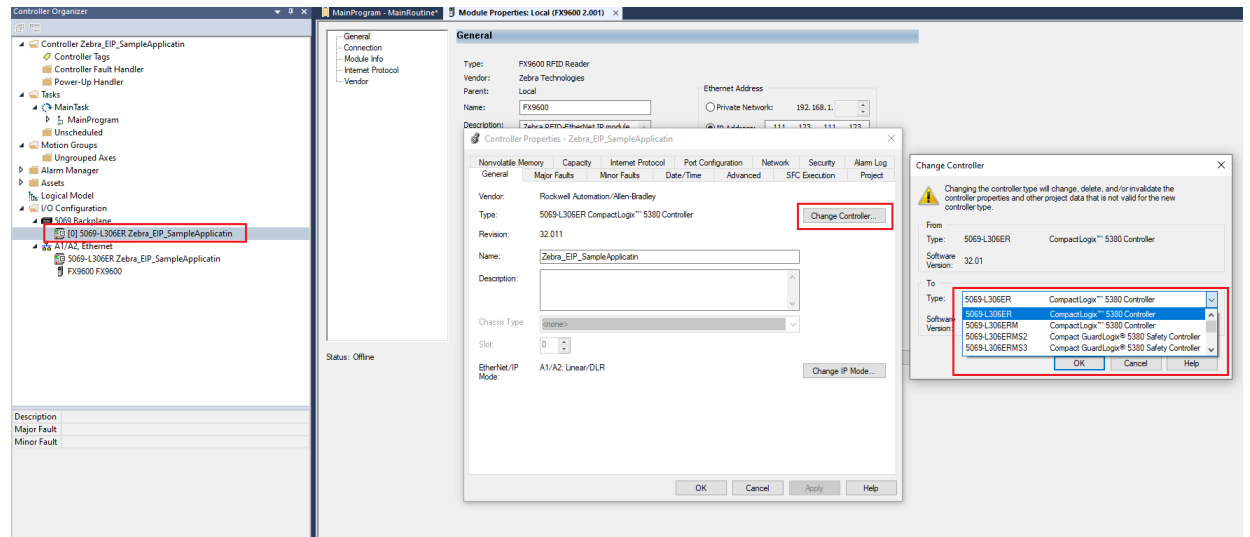 Controller Organizer
MainProgram - MainRoutine*
Module Properties: Local (FX9600 2.001)
Controller Zebra_EIP_SampleApplicatin
Controller Tags
Controller Fault Handler
Power-Up Handler
Tasks
MainTask
MainProgram
Unscheduled
Motion Groups
Ungrouped Axes
Alarm Manager
Assets
Logical Model
I/O Configuration
5069 Backplane
[0] 5069-L306ER Zebra_EIP_SampleApplicatin
A1/A2, Ethernet
5069-L306ER Zebra_EIP_SampleApplicatin
FX9600 FX9600
Description
Major Fault
Minor Fault
General
Connection
Module Info
Internet Protocol
Vendor
Status: Offline
General
Type: FX9600 RFID Reader
Vendor: Zebra Technologies
Parent: Local
Name: FX9600
Description: Zebra RFID-EtherNet IP module
Ethernet Address
Private Network: 192.168.1.
IP Address: 111 . 123 . 111 . 123
Controller Properties - Zebra_EIP_SampleApplicatin
Nonvolatile Memory Capacity Internet Protocol Port Configuration Network Security Alarm Log
General Major Faults Minor Faults Date/Time Advanced SFC Execution Project
Vendor: Rockwell Automation/Allen-Bradley
Type: 5069-L306ER CompactLogix™ 5380 Controller
Change Controller...
Revision: 32.011
Name: Zebra_EIP_SampleApplicatin
Description:
Chassis Type: <none>
Slot: 0
EtherNet/IP Mode: A1/A2: Linear/DLR
Change IP Mode...
OK Cancel Apply Help
Change Controller
Changing the controller type will change, delete, and/or invalidate the
controller properties and other project data that is not valid for the new
controller type.
From
Type: 5069-L306ER CompactLogix™ 5380 Controller
Software Version: 32.01
To
Type: 5069-L306ER CompactLogix™ 5380 Controller
Software Version:
5069-L306ER CompactLogix™ 5380 Controller
5069-L306ERM CompactLogix™ 5380 Controller
5069-L306ERMS2 Compact GuardLogix® 5380 Safety Controller
5069-L306ERMS3 Compact GuardLogix® 5380 Safety Controller
OK Cancel Help